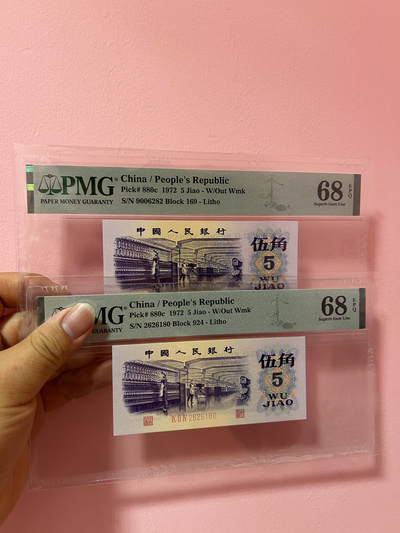 PMG
PAPER MONEY GUARANTY
China / People's Republic
Pick# 880c 1972 5 Jiao - W/Out Wmk
S/N 9006282 Block 169 - Litho
68 EPQ
Superb Gem Unc
中國人民銀行
伍角
5
WU
JIAO
MG
GUARANTY
China / People's Republic
Pick# 880c 1972 5 Jiao - W/Out Wmk
S/N 2626180 Block 924 - Litho
68 EPQ
Superb Gem Unc
中國人民銀行
伍角
5
WU
JIAO
2626180